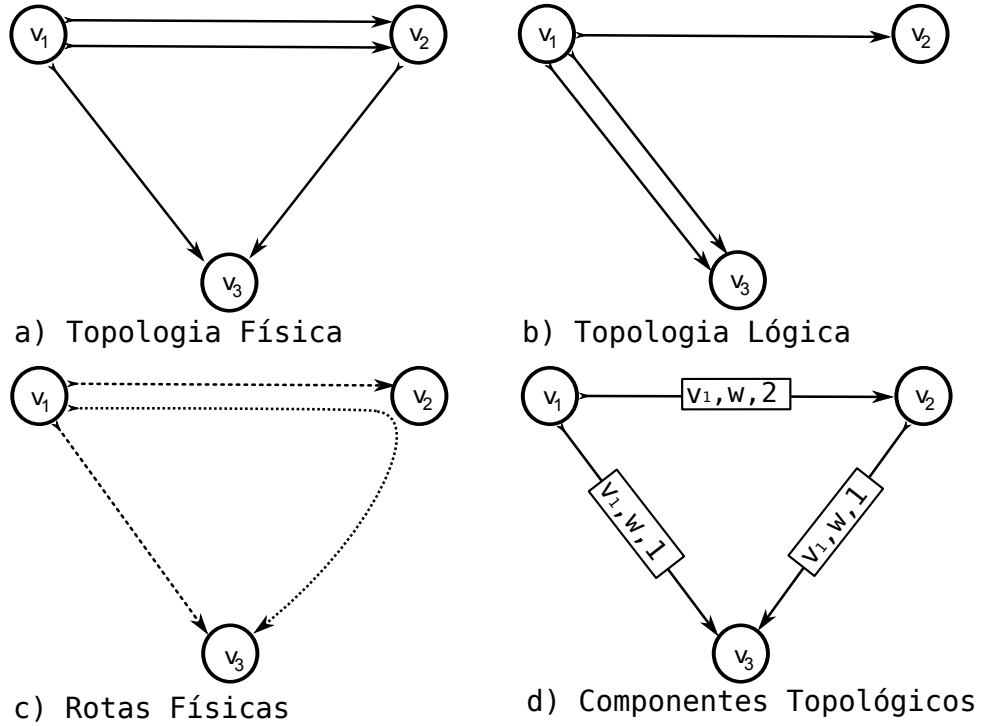 v1 v2
v3
a) Topologia Física
v1 v2
v3
b) Topologia Lógica
v1 v2
v3
c) Rotas Físicas
v1 v1,w,2 v2
v1,w,1 v1,w,1
v3
d) Componentes Topológicos